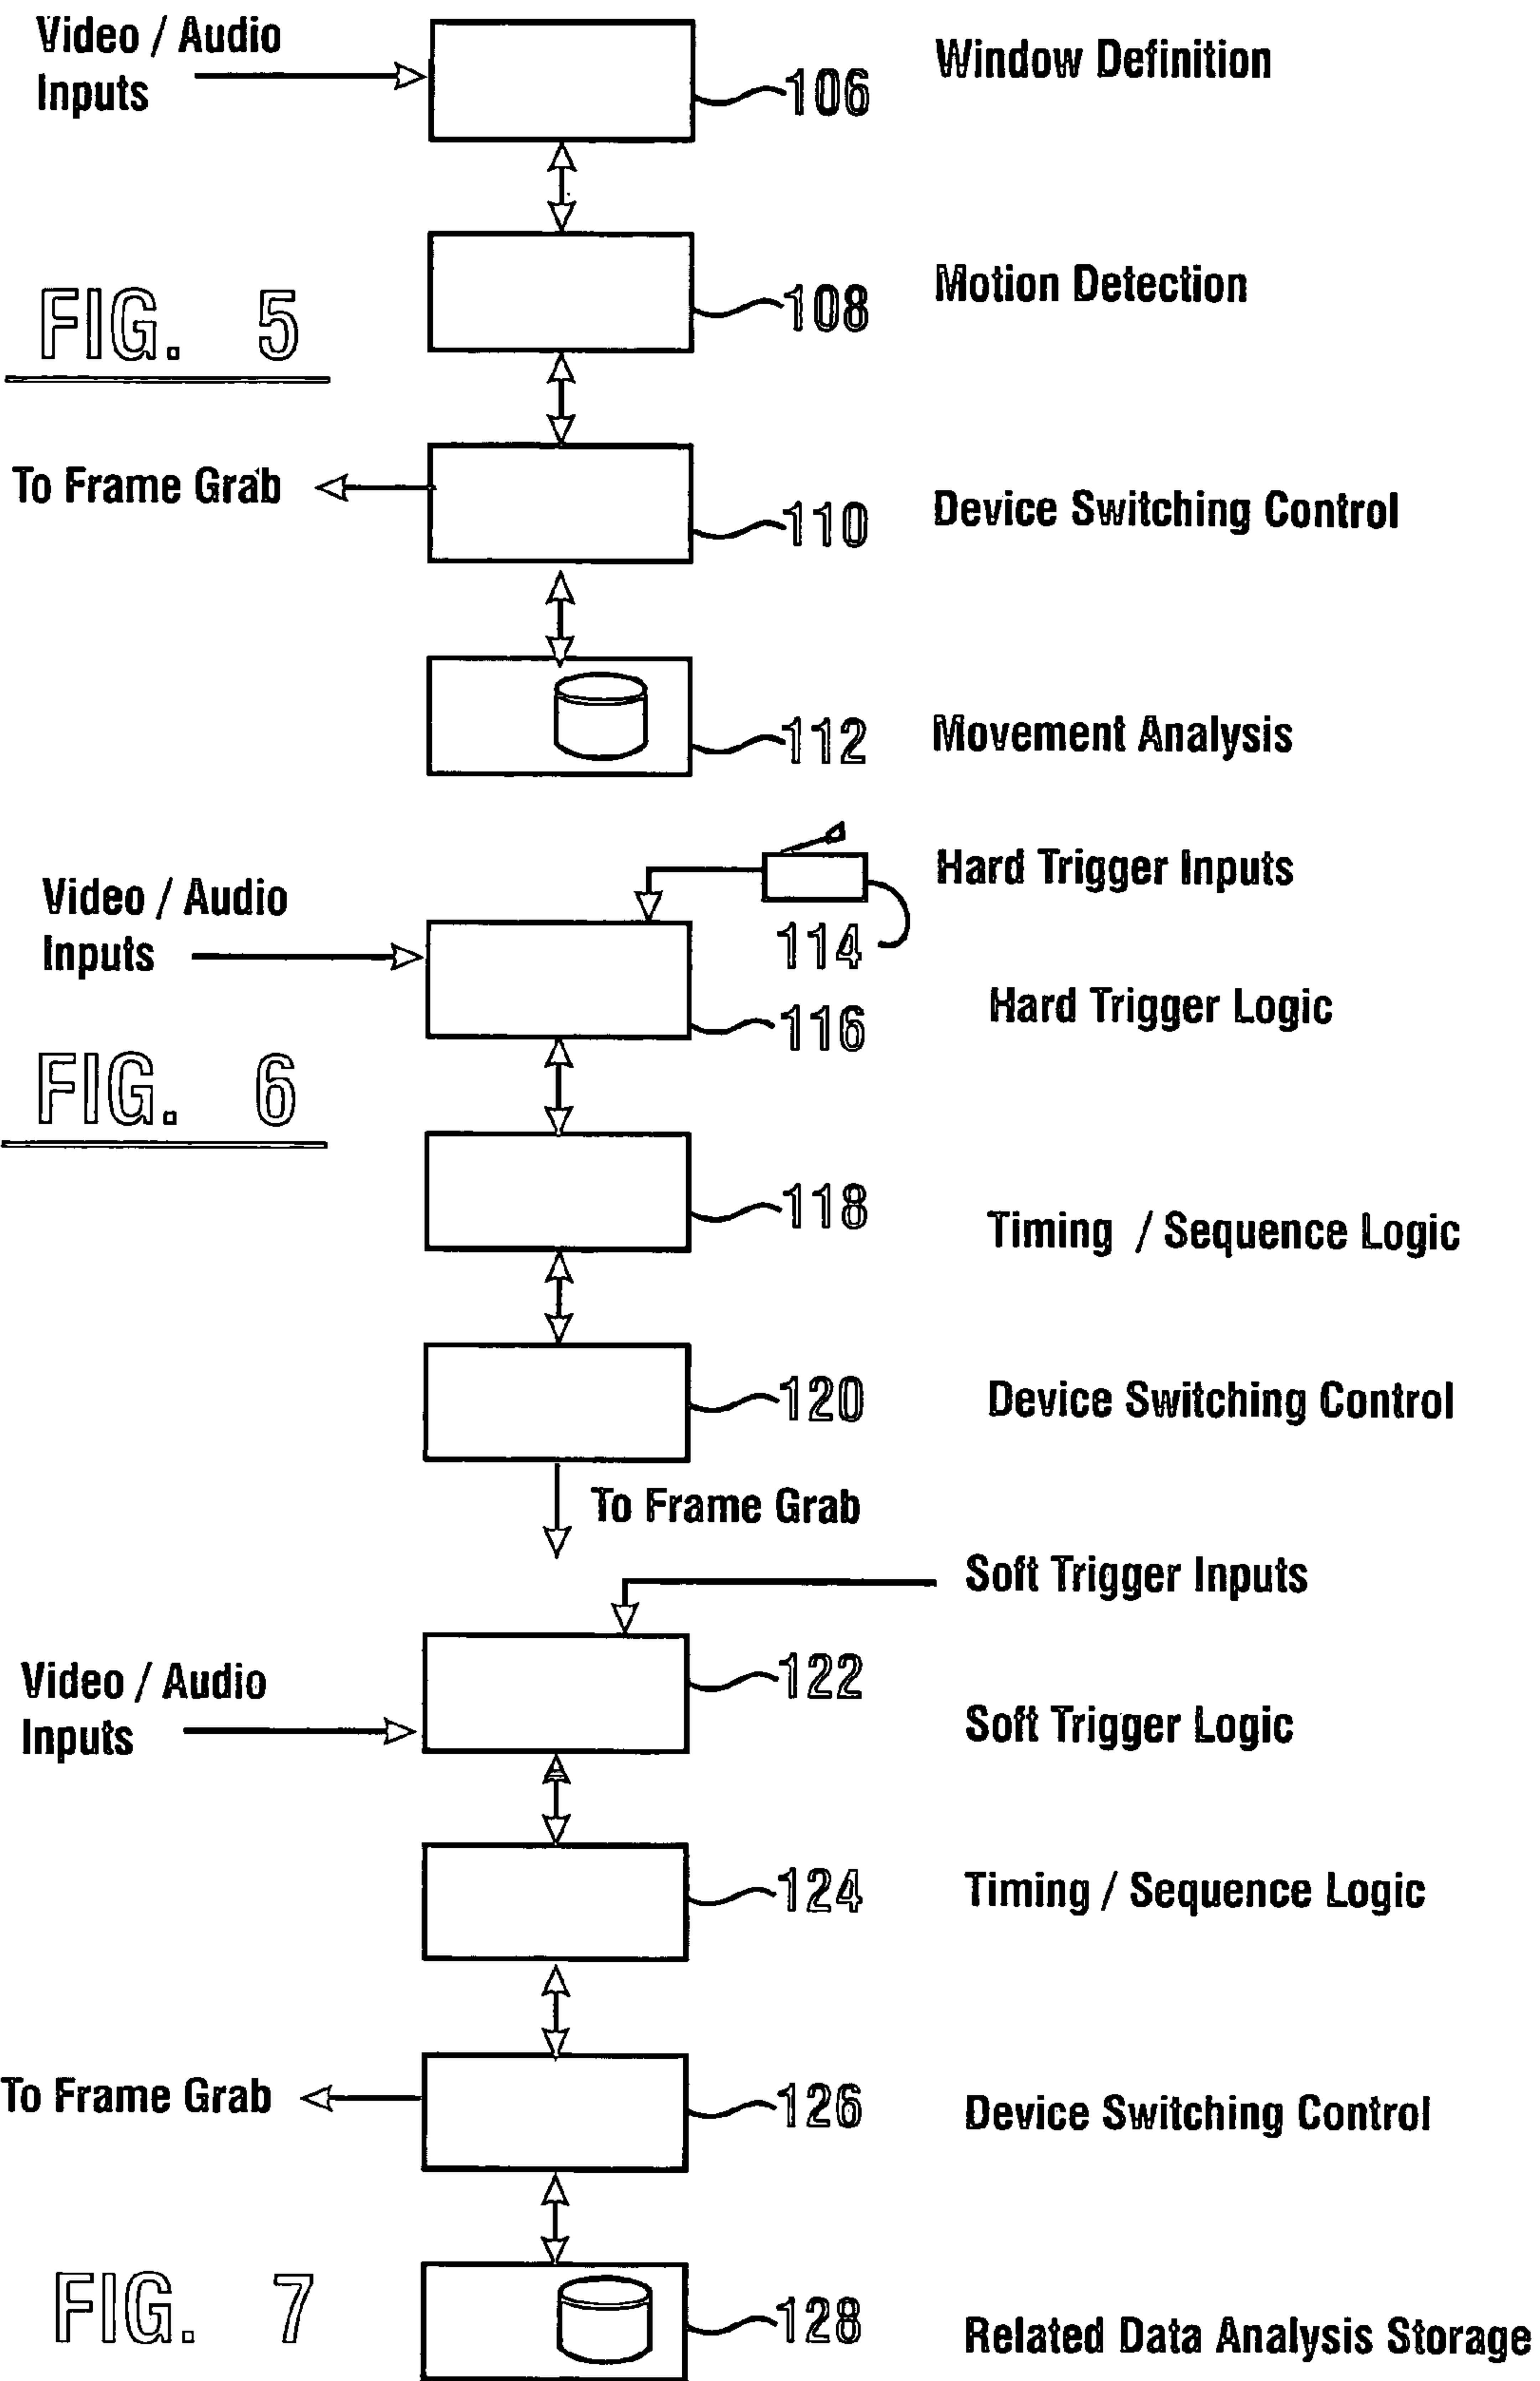 Video / Audio
Inputs
106
Window Definition
FIG. 5
108
Motion Detection
To Frame Grab
110
Device Switching Control
112
Movement Analysis
Hard Trigger Inputs
114
Video / Audio
Inputs
116
Hard Trigger Logic
FIG. 6
118
Timing / Sequence Logic
120
Device Switching Control
To Frame Grab
Soft Trigger Inputs
Video / Audio
Inputs
122
Soft Trigger Logic
124
Timing / Sequence Logic
To Frame Grab
126
Device Switching Control
FIG. 7
128
Related Data Analysis Storage